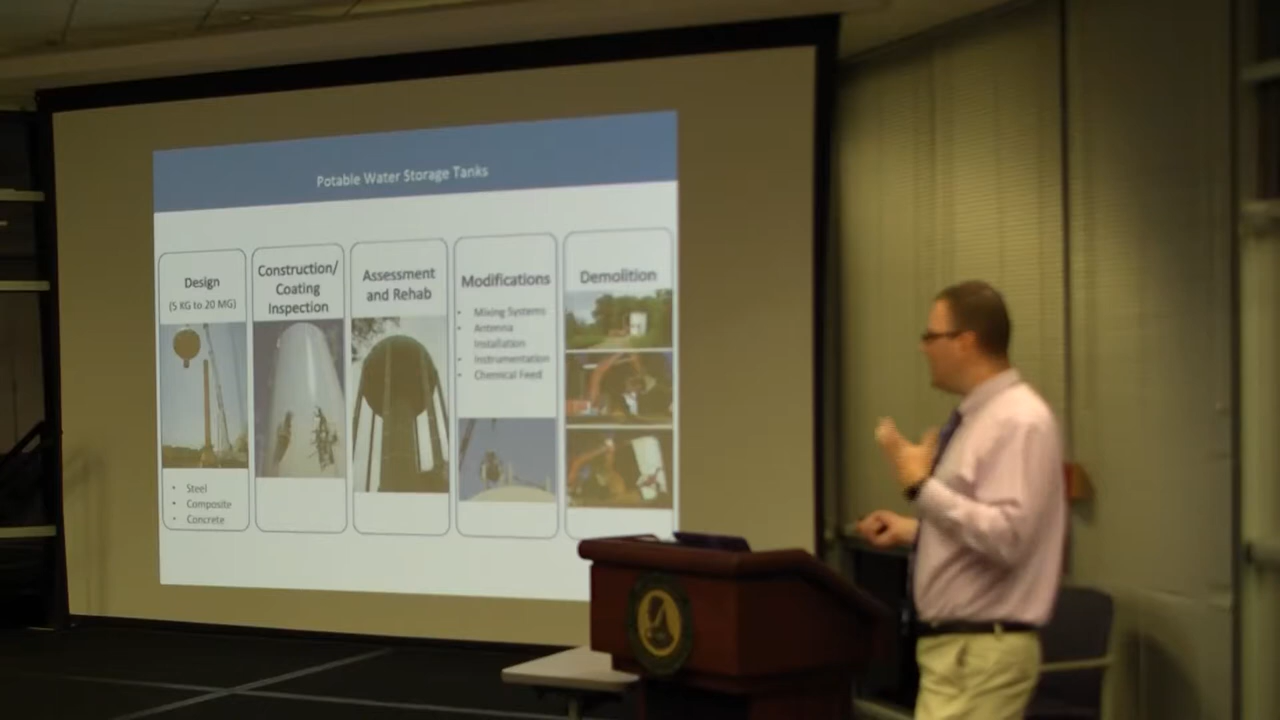 Potable Water Storage Tanks
Design
(5 KG to 20 MG)
• Steel
• Composite
• Concrete
Construction/
Coating
Inspection
Assessment
and Rehab
Modifications
• Mixing Systems
• Antenna
Installation
• Instrumentation
• Chemical Feed
Demolition